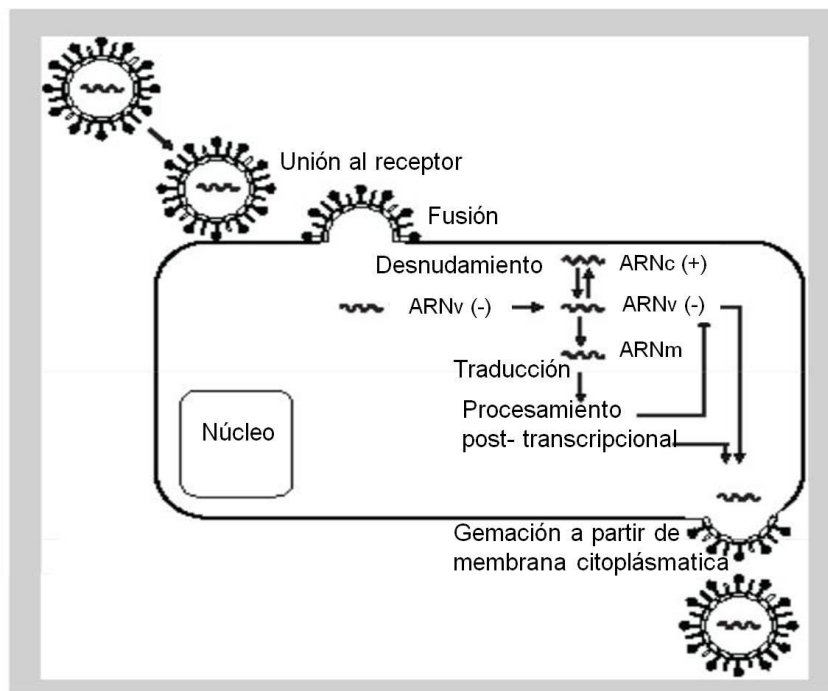 Unión al receptor
Fusión
Desnudamiento
ARNc (+)
ARNv (-)
ARNv (-)
ARNm
Traducción
Procesamiento
post- transcripcional
Núcleo
Gemación a partir de
membrana citoplásmatica